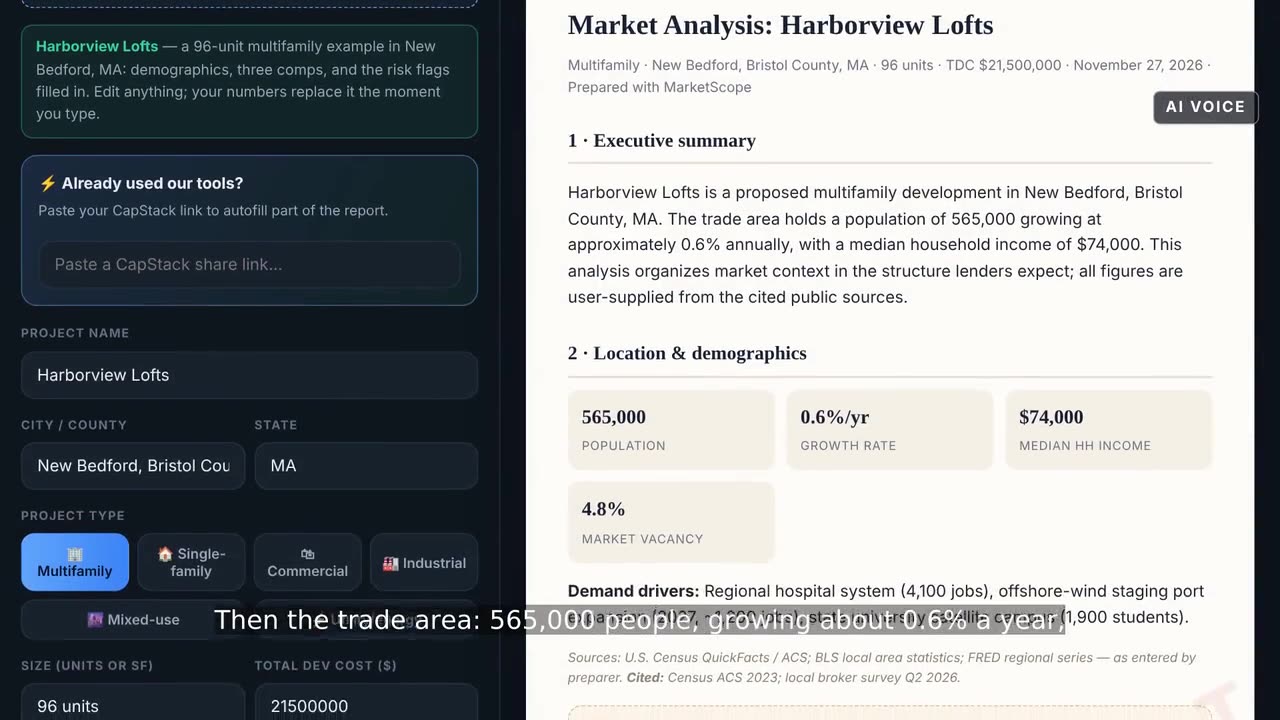 Harborview Lofts — a 96-unit multifamily example in New
Bedford, MA: demographics, three comps, and the risk flags
filled in. Edit anything; your numbers replace it the moment
you type.
⚡ Already used our tools?
Paste your CapStack link to autofill part of the report.
Paste a CapStack share link...
PROJECT NAME
Harborview Lofts
CITY / COUNTY STATE
New Bedford, Bristol Cou MA
PROJECT TYPE
Multifamily
Single-
family
Commercial
Industrial
Mixed-use
SIZE (UNITS OR SF) TOTAL DEV COST ($)
96 units 21500000
Market Analysis: Harborview Lofts
Multifamily · New Bedford, Bristol County, MA · 96 units · TDC $21,500,000 · November 27, 2026 ·
Prepared with MarketScope
AI VOICE
1 · Executive summary
Harborview Lofts is a proposed multifamily development in New Bedford, Bristol
County, MA. The trade area holds a population of 565,000 growing at
approximately 0.6% annually, with a median household income of $74,000. This
analysis organizes market context in the structure lenders expect; all figures are
user-supplied from the cited public sources.
2 · Location & demographics
565,000 0.6%/yr $74,000
POPULATION GROWTH RATE MEDIAN HH INCOME
4.8%
MARKET VACANCY
Demand drivers: Regional hospital system (4,100 jobs), offshore-wind staging port
expansion (2027, ~1,200 jobs), state university satellite campus (1,900 students).
Then the trade area: 565,000 people, growing about 0.6% a year,
Sources: U.S. Census QuickFacts / ACS; BLS local area statistics; FRED regional series — as entered by
preparer. Cited: Census ACS 2023; local broker survey Q2 2026.